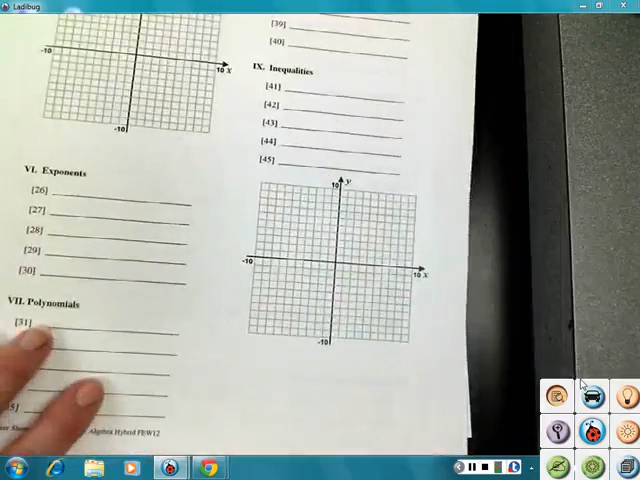 Ladibug
-10
10 x
-10
VI. Exponents
[26]
[27]
[28]
[29]
[30]
VII. Polynomials
[31]
Algebra Hybrid FEW12
[39]
[40]
IX. Inequalities
[41]
[42]
[43]
[44]
[45]
10 y
-10
10 x
-10